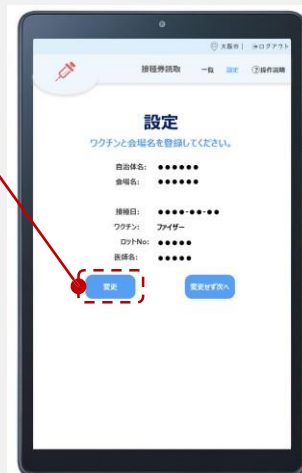 大阪市 | ログアウト
接種券読取 一覧 設定 ?操作説明
設定
ワクチンと会場名を登録してください。
自治体名: ●●●●●●
会場名: ●●●●●●
接種日: ●●●●-●●-●●
ワクチン: ファイザー
ロットNo: ●●●●●
医師名: ●●●●●
変更 変更せず次へ